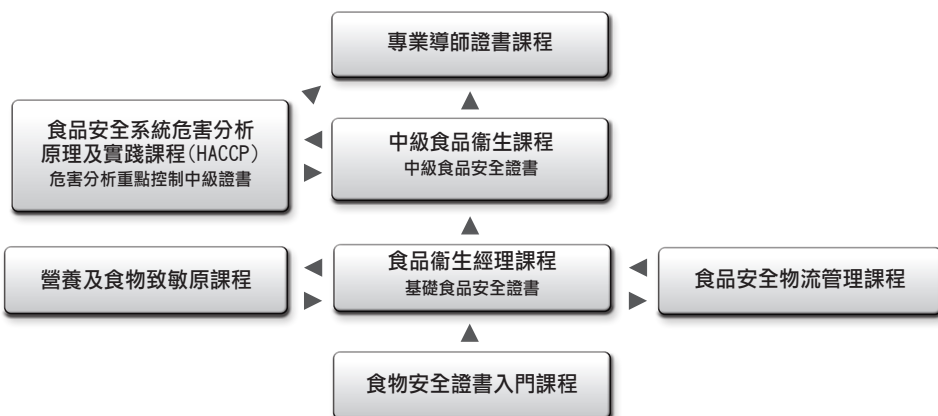 專業導師證書課程
食品安全系統危害分析
原理及實踐課程(HACCP)
危害分析重點控制中級證書
中級食品衞生課程
中級食品安全證書
營養及食物致敏原課程
食品衞生經理課程
基礎食品安全證書
食品安全物流管理課程
食物安全證書入門課程